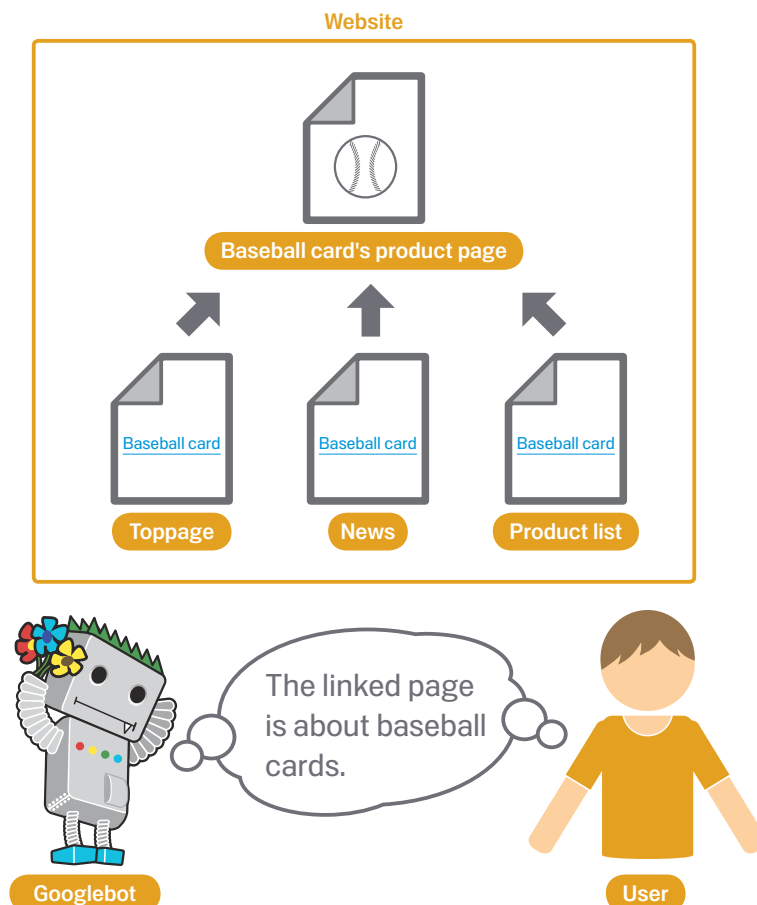 Website
Baseball card's product page
Baseball card
Baseball card
Baseball card
Toppage
News
Product list
The linked page
is about baseball
cards.
Googlebot
User